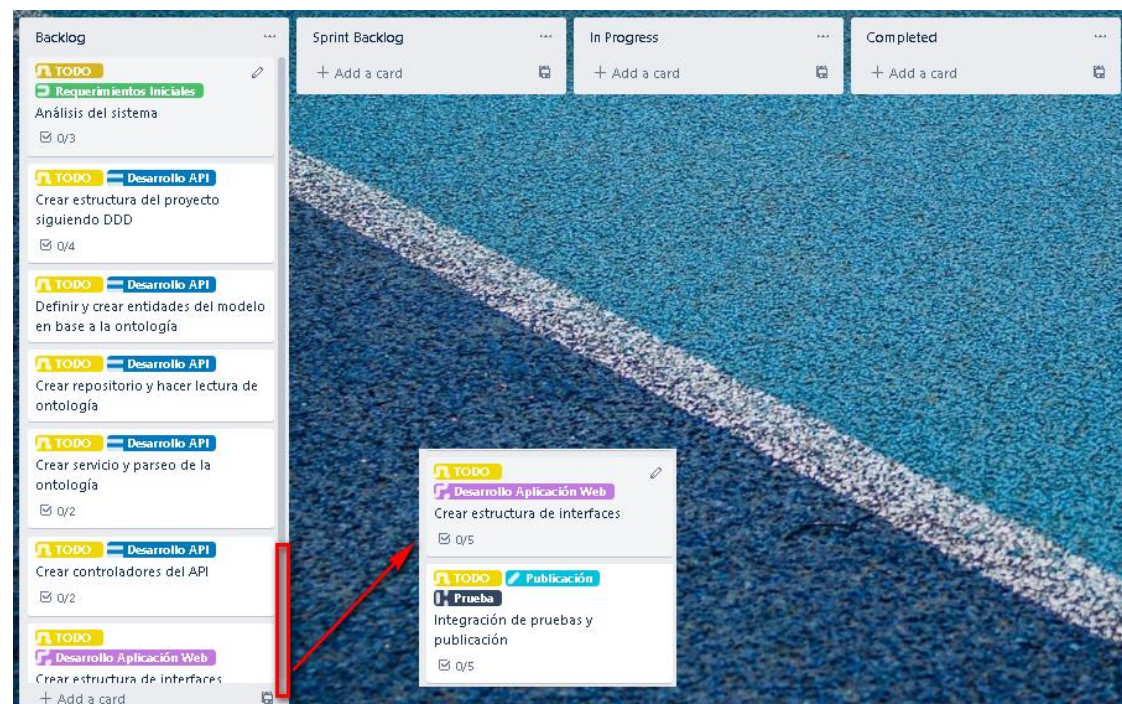 Backlog
TODO
Requerimientos Iniciales
Análisis del sistema
0/3
TODO Desarrollo API
Crear estructura del proyecto
siguiendo DDD
0/4
TODO Desarrollo API
Definir y crear entidades del modelo
en base a la ontología
TODO Desarrollo API
Crear repositorio y hacer lectura de
ontología
TODO Desarrollo API
Crear servicio y parseo de la
ontología
0/2
TODO Desarrollo API
Crear controladores del API
0/2
TODO
Desarrollo Aplicación Web
Crear estructura de interfaces
+ Add a card
Sprint Backlog
+ Add a card
In Progress
+ Add a card
Completed
+ Add a card
TODO
Desarrollo Aplicación Web
Crear estructura de interfaces
0/5
TODO Publicación
Prueba
Integración de pruebas y
publicación
0/5